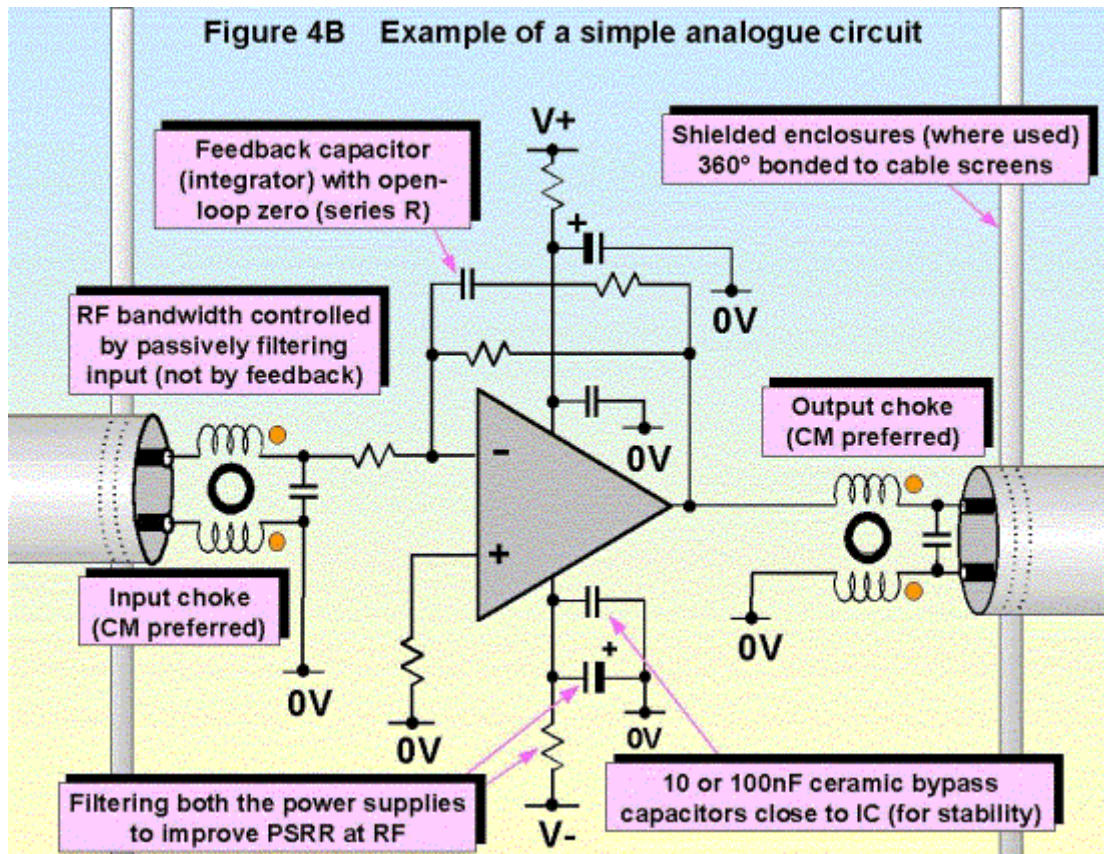 Figure 4B    Example of a simple analogue circuit
V+
Feedback capacitor
(integrator) with open-
loop zero (series R)
Shielded enclosures (where used)
360° bonded to cable screens
+
0V
RF bandwidth controlled
by passively filtering
input (not by feedback)
0V
Output choke
(CM preferred)
-
+
Input choke
(CM preferred)
0V
0V
+
0V
0V
Filtering both the power supplies
to improve PSRR at RF
V-
10 or 100nF ceramic bypass
capacitors close to IC (for stability)